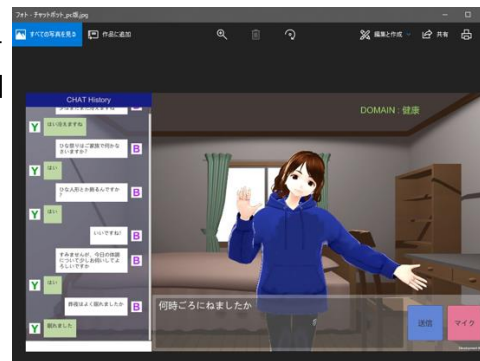 フォト - チャットボット_pc版.jpg
すべての写真を見る
作品に追加
編集と作成
共有
CHAT History
B
Y
はい冷えますね
ひな祭りはご家族で何かなさいますか?
B
Y
はい
ひな人形とか飾るんですか?
B
Y
はい
いいですね!
B
すみませんが、今日の体調について少しお伺いしてよろしいですか
B
Y
はい
昨夜はよく眠れましたか
B
Y
眠れました
DOMAIN : 健康
何時ごろにねましたか
送信
マイク